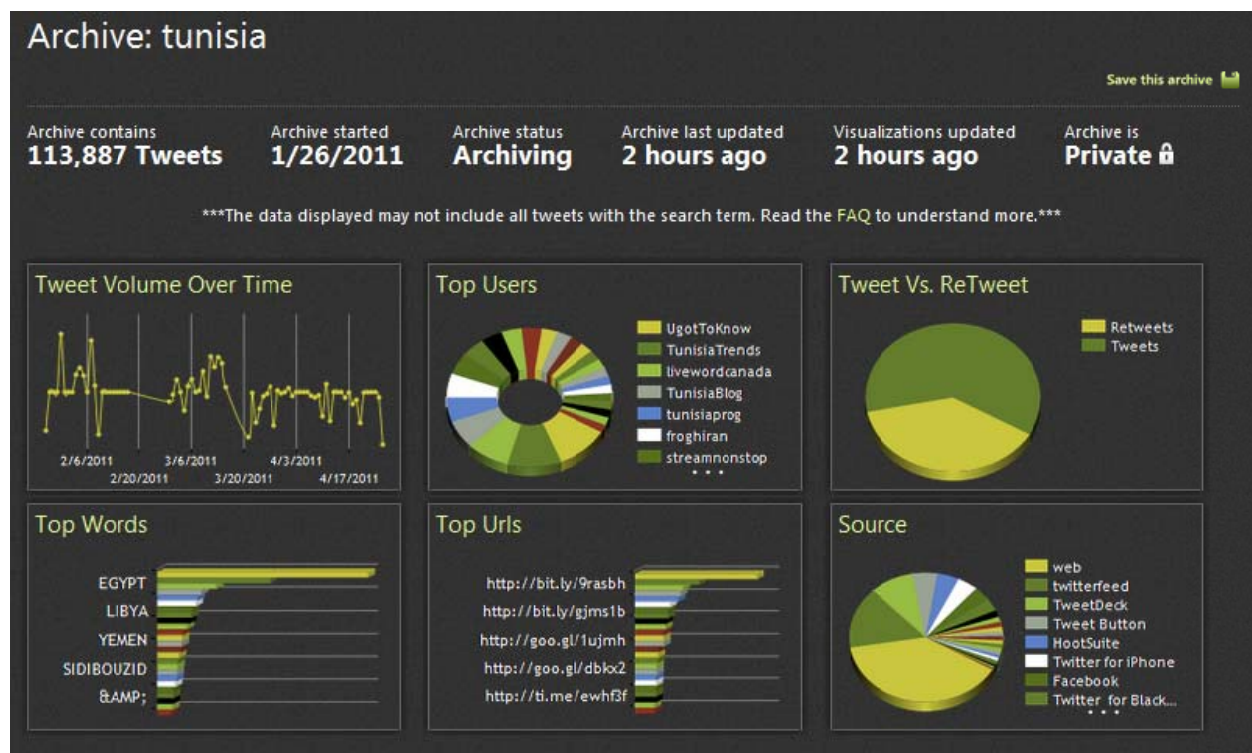 Archive: tunisia
Save this archive
Archive contains
113,887 Tweets
Archive started
1/26/2011
Archive status
Archiving
Archive last updated
2 hours ago
Visualizations updated
2 hours ago
Archive is
Private
***The data displayed may not include all tweets with the search term. Read the FAQ to understand more.***
Tweet Volume Over Time
2/6/2011
3/6/2011
4/3/2011
2/20/2011
3/20/2011
4/17/2011
Top Users
UgotToKnow
TunisiaTrends
livewordcanada
TunisiaBlog
tunisiaprog
froghiran
streamnonstop
...
Tweet Vs. ReTweet
Retweets
Tweets
Top Words
EGYPT
LIBYA
YEMEN
SIDIBOUZID
&AMP;
Top Urls
http://bit.ly/9rasbh
http://bit.ly/gjms1b
http://goo.gl/1ujmh
http://goo.gl/dbkx2
http://ti.me/ewhf3f
Source
web
twitterfeed
TweetDeck
Tweet Button
HootSuite
Twitter for iPhone
Facebook
Twitter for Black...
...